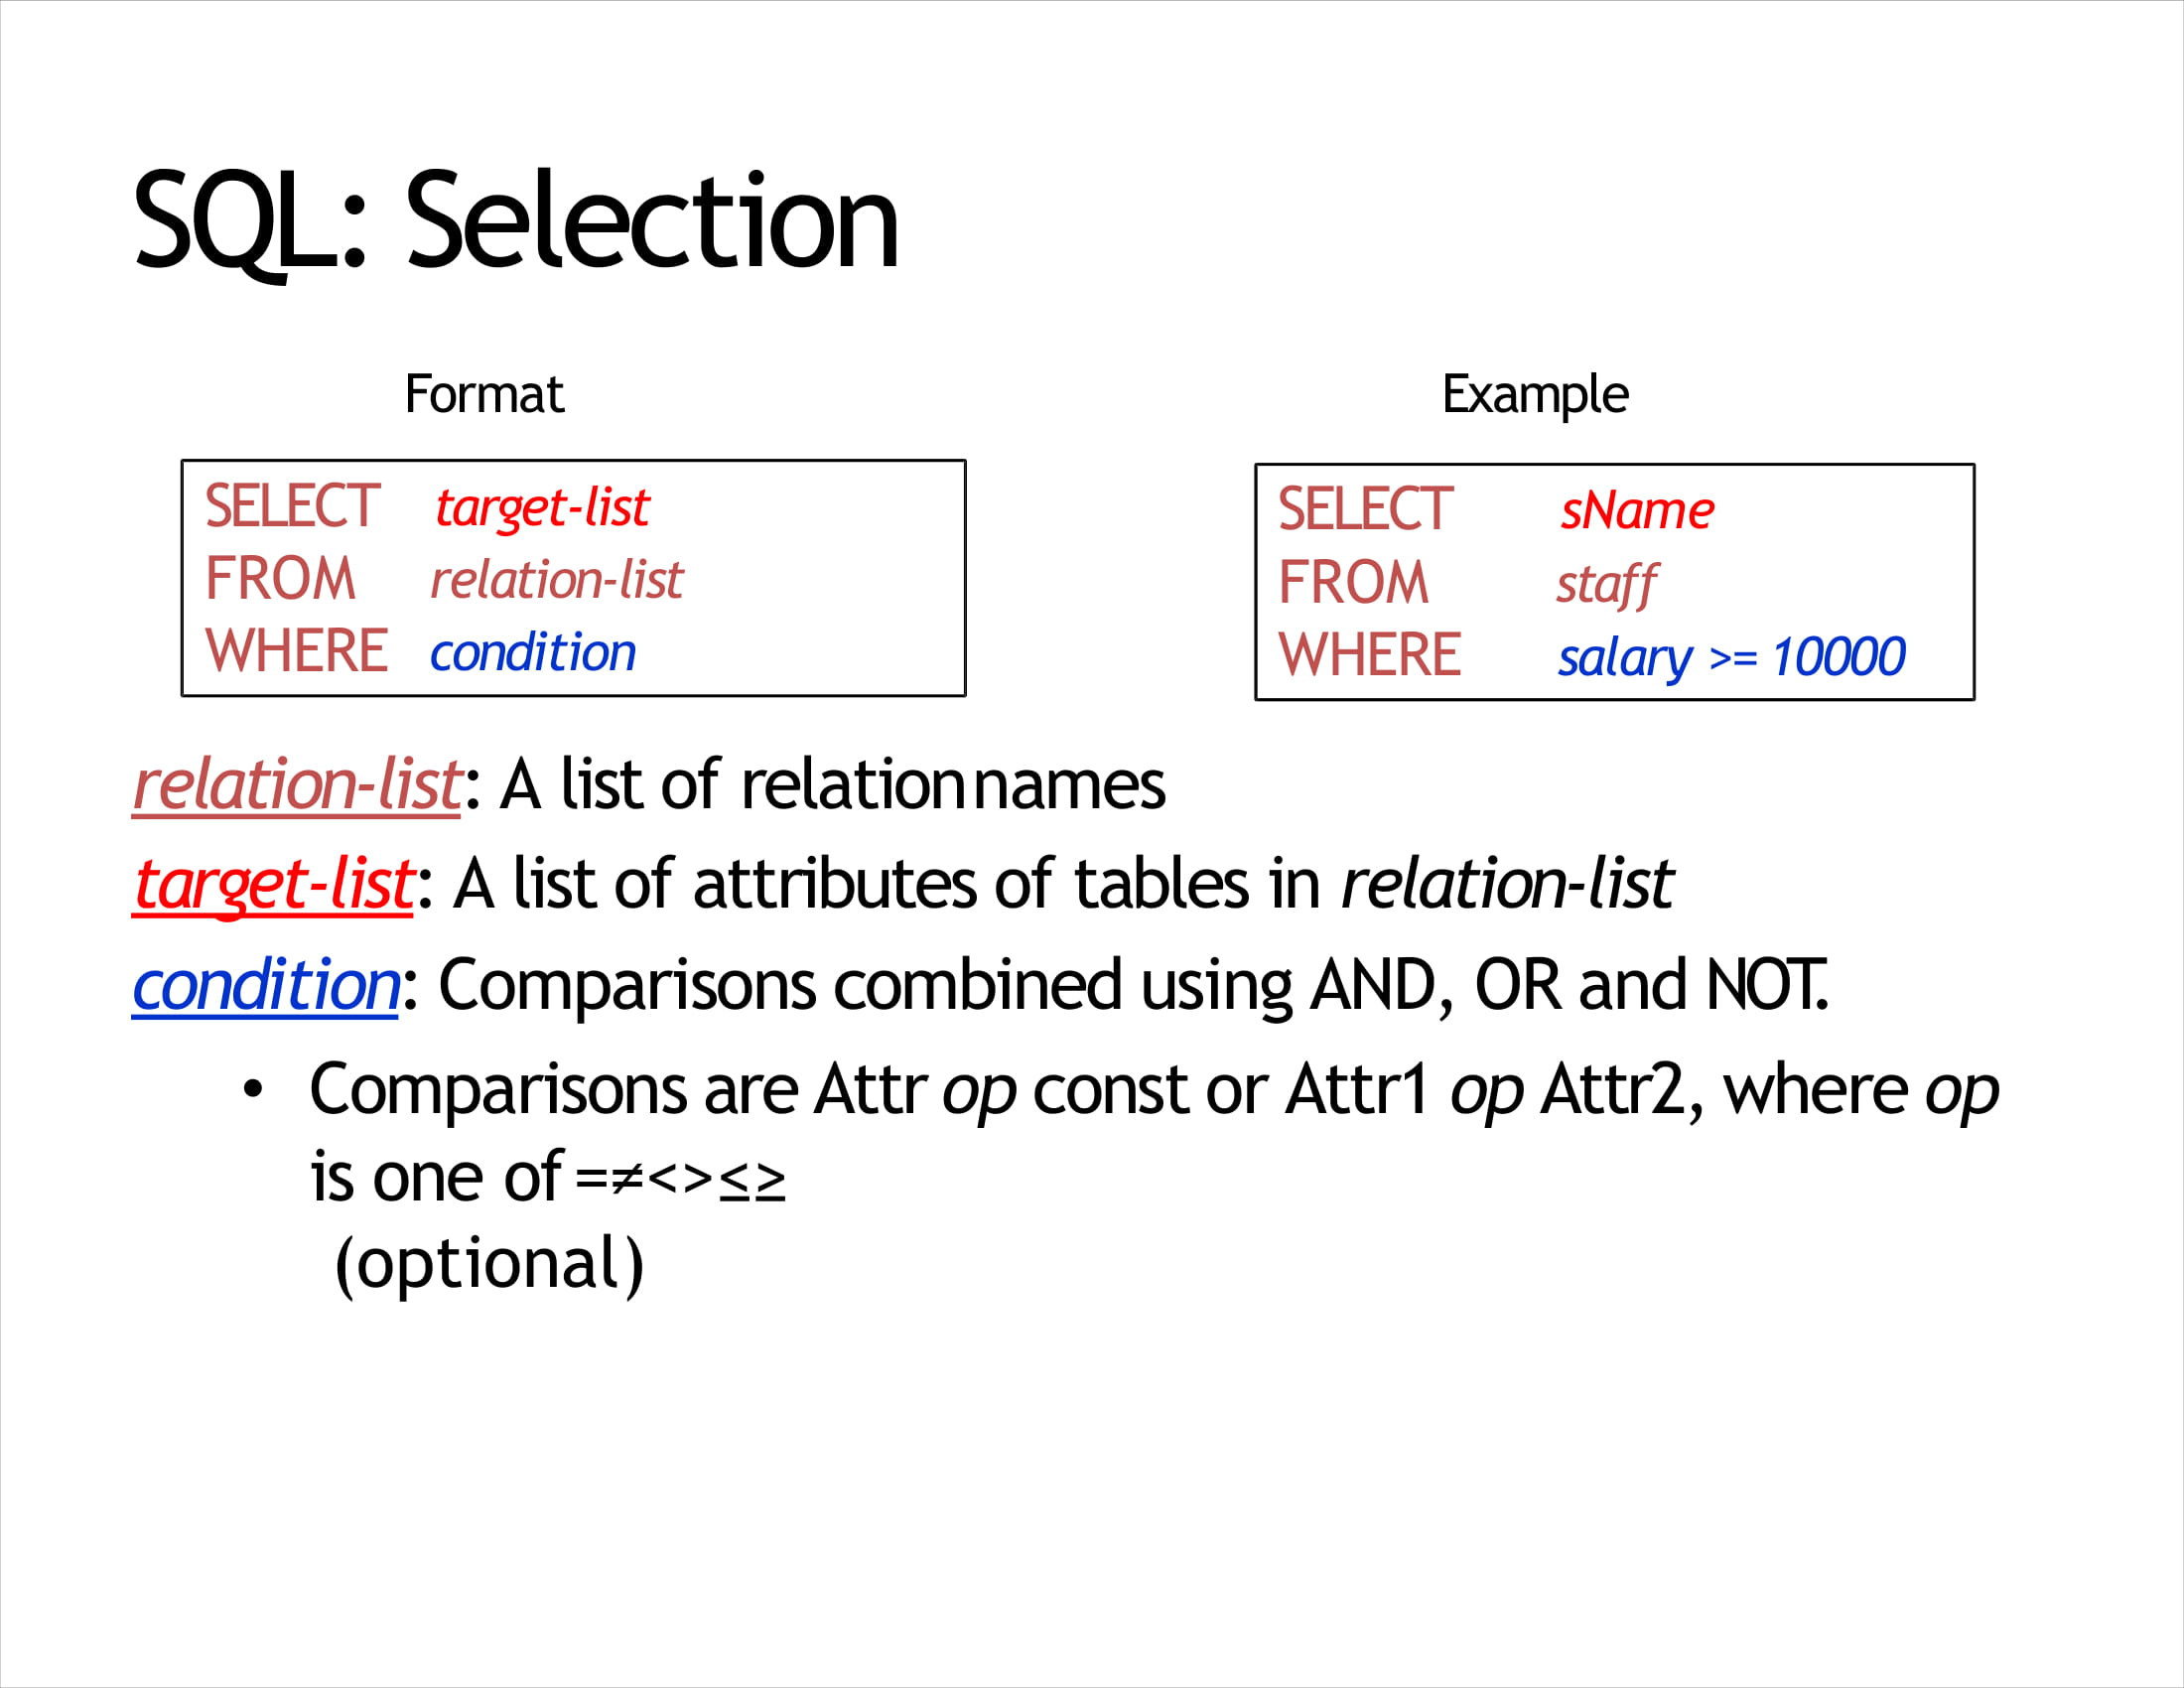 SQL: Selection
Format
SELECT target-list
FROM relation-list
WHERE condition
Example
SELECT sName
FROM staff
WHERE salary >= 10000
relation-list: A list of relation names
target-list: A list of attributes of tables in relation-list
condition: Comparisons combined using AND, OR and NOT.
• Comparisons are Attr op const or Attr1 op Attr2, where op
is one of =≠<>≤≥
(optional)